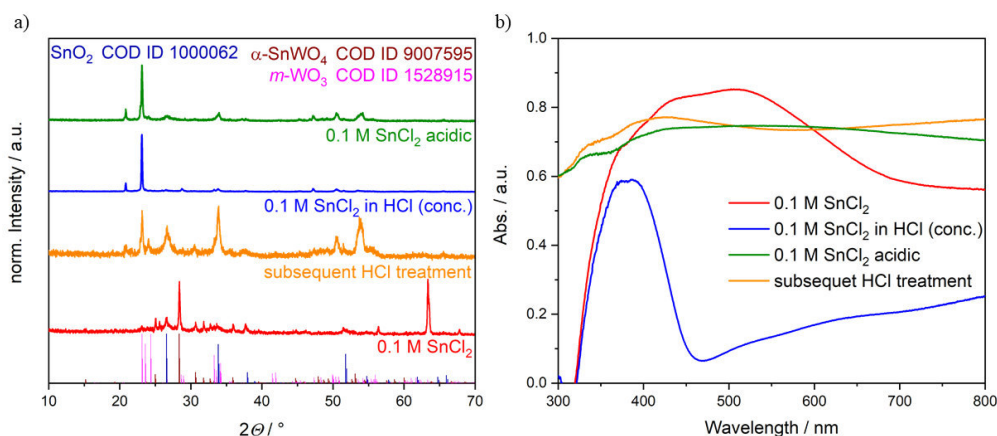 a)
SnO₂ COD ID 1000062
α-SnWO₄ COD ID 9007595
m-WO₃ COD ID 1528915
0.1 M SnCl₂ acidic
0.1 M SnCl₂ in HCl (conc.)
subsequent HCl treatment
0.1 M SnCl₂
norm. Intensity / a.u.
10 20 30 40 50 60 70
2Θ / °
b)
1.0
0.8
0.6
0.4
0.2
0.0
Abs. / a.u.
0.1 M SnCl₂
0.1 M SnCl₂ in HCl (conc.)
0.1 M SnCl₂ acidic
subsequet HCl treatment
300 400 500 600 700 800
Wavelength / nm